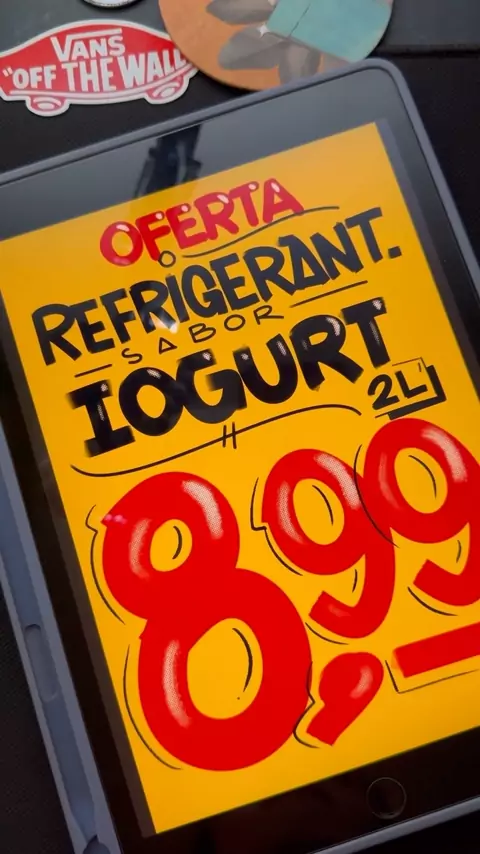 VANS
"OFF THE WALL
OFERTA
REFRIGERANT.
SABOR
IOGURT
2L
8,99